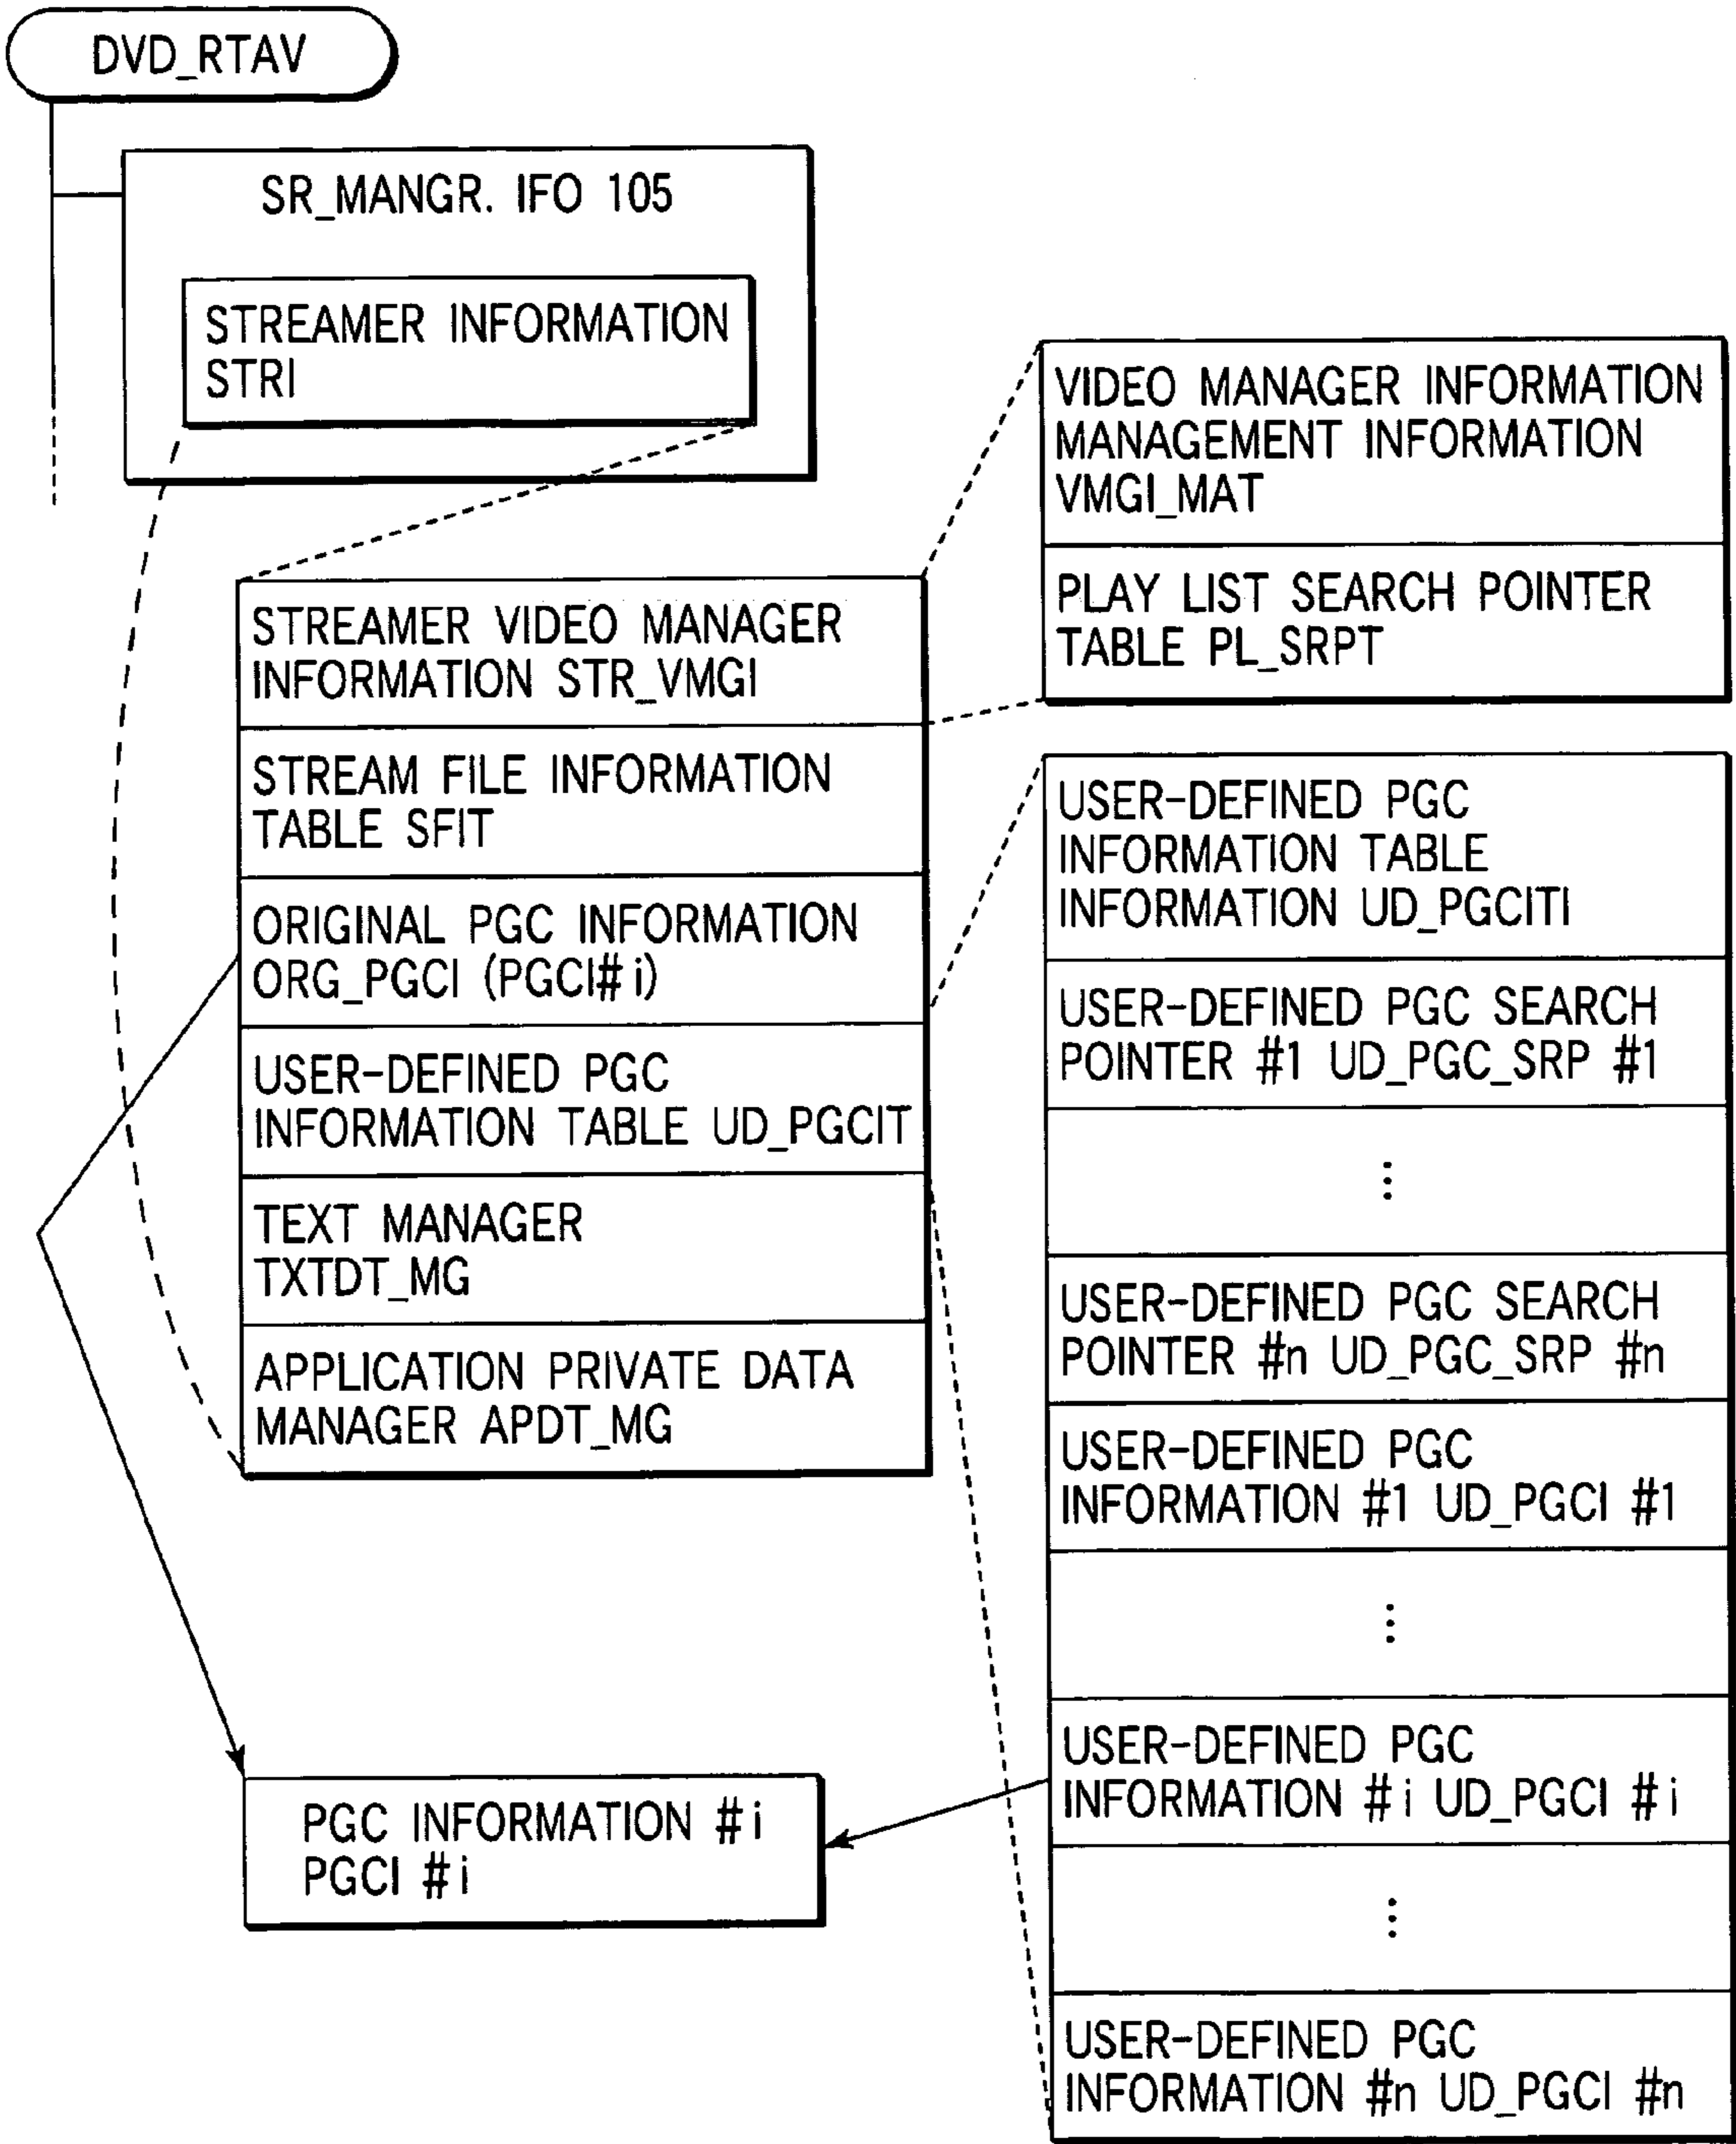 DVD_RTAV
SR_MANGR. IFO 105
STREAMER INFORMATION
STRI
STREAMER VIDEO MANAGER
INFORMATION STR_VMGI
STREAM FILE INFORMATION
TABLE SFIT
ORIGINAL PGC INFORMATION
ORG_PGCI (PGCI# i)
USER-DEFINED PGC
INFORMATION TABLE UD_PGCIT
TEXT MANAGER
TXTDT_MG
APPLICATION PRIVATE DATA
MANAGER APDT_MG
PGC INFORMATION # i
PGCI # i
VIDEO MANAGER INFORMATION
MANAGEMENT INFORMATION
VMGI_MAT
PLAY LIST SEARCH POINTER
TABLE PL_SRPT
USER-DEFINED PGC
INFORMATION TABLE
INFORMATION UD_PGCITI
USER-DEFINED PGC SEARCH
POINTER #1 UD_PGC_SRP #1
⋮
USER-DEFINED PGC SEARCH
POINTER #n UD_PGC_SRP #n
USER-DEFINED PGC
INFORMATION #1 UD_PGCI #1
⋮
USER-DEFINED PGC
INFORMATION # i UD_PGCI # i
⋮
USER-DEFINED PGC
INFORMATION #n UD_PGCI #n